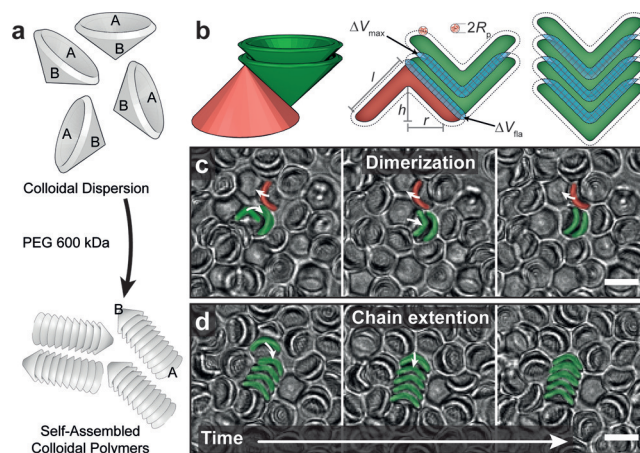 a
A
B
A
B
A
B
A
B
Colloidal Dispersion
PEG 600 kDa
B
A
Self-Assembled
Colloidal Polymers
b
ΔVmax
2Rp
l
h
r
ΔVfla
c
Dimerization
d
Chain extention
Time